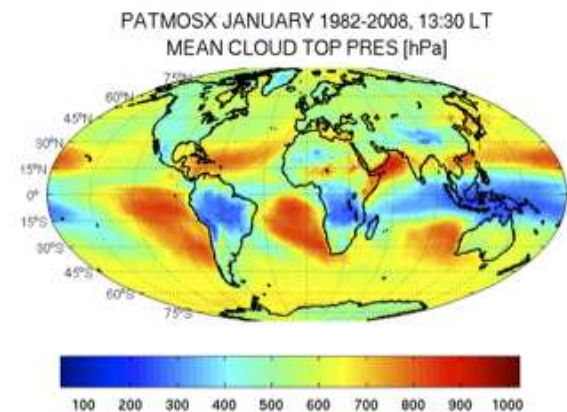 PATMOSX JANUARY 1982-2008, 13:30 LT
MEAN CLOUD TOP PRES [hPa]
75°N
60°N
45°N
30°N
15°N
0°
15°S
30°S
45°S
60°S
75°S
100 200 300 400 500 600 700 800 900 1000